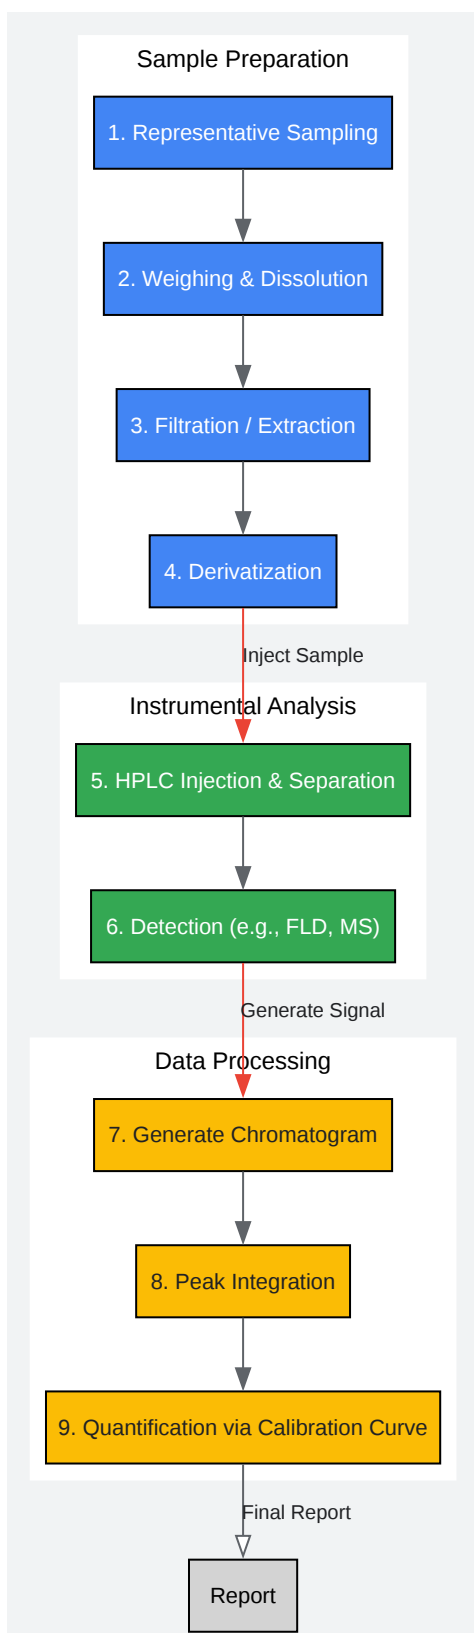 Sample Preparation
1. Representative Sampling
2. Weighing & Dissolution
3. Filtration / Extraction
4. Derivatization
Inject Sample
Instrumental Analysis
5. HPLC Injection & Separation
6. Detection (e.g., FLD, MS)
Generate Signal
Data Processing
7. Generate Chromatogram
8. Peak Integration
9. Quantification via Calibration Curve
Final Report
Report